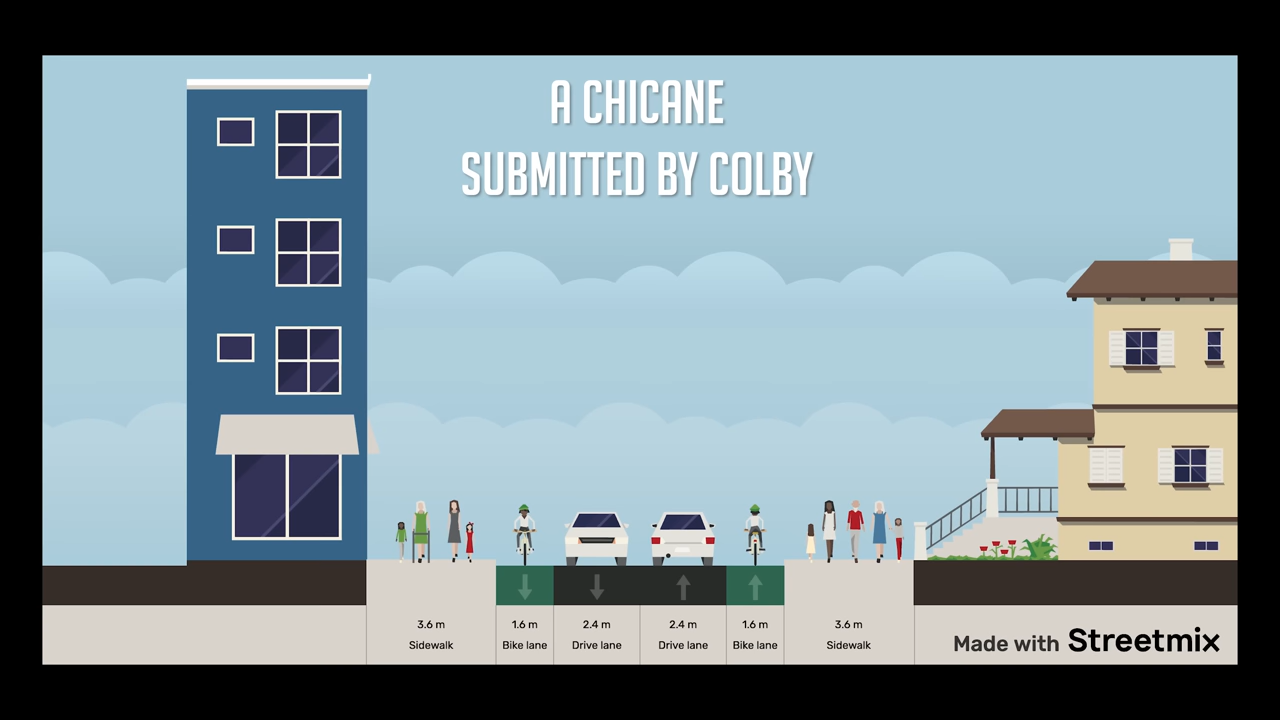 A CHICANE
SUBMITTED BY COLBY
3.6 m
Sidewalk
1.6 m
Bike lane
2.4 m
Drive lane
2.4 m
Drive lane
1.6 m
Bike lane
3.6 m
Sidewalk
Made with Streetmix